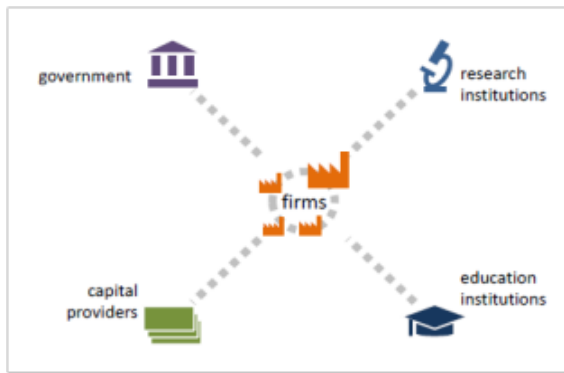 government
research
institutions
firms
capital
providers
education
institutions